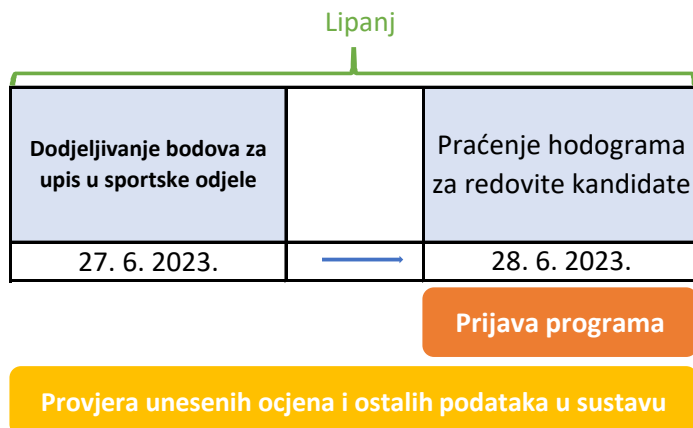 Lipanj
Dodjeljivanje bodova za
upis u sportske odjele
Praćenje hodograma
za redovite kandidate
27. 6. 2023.
28. 6. 2023.
Prijava programa
Provjera unesenih ocjena i ostalih podataka u sustavu